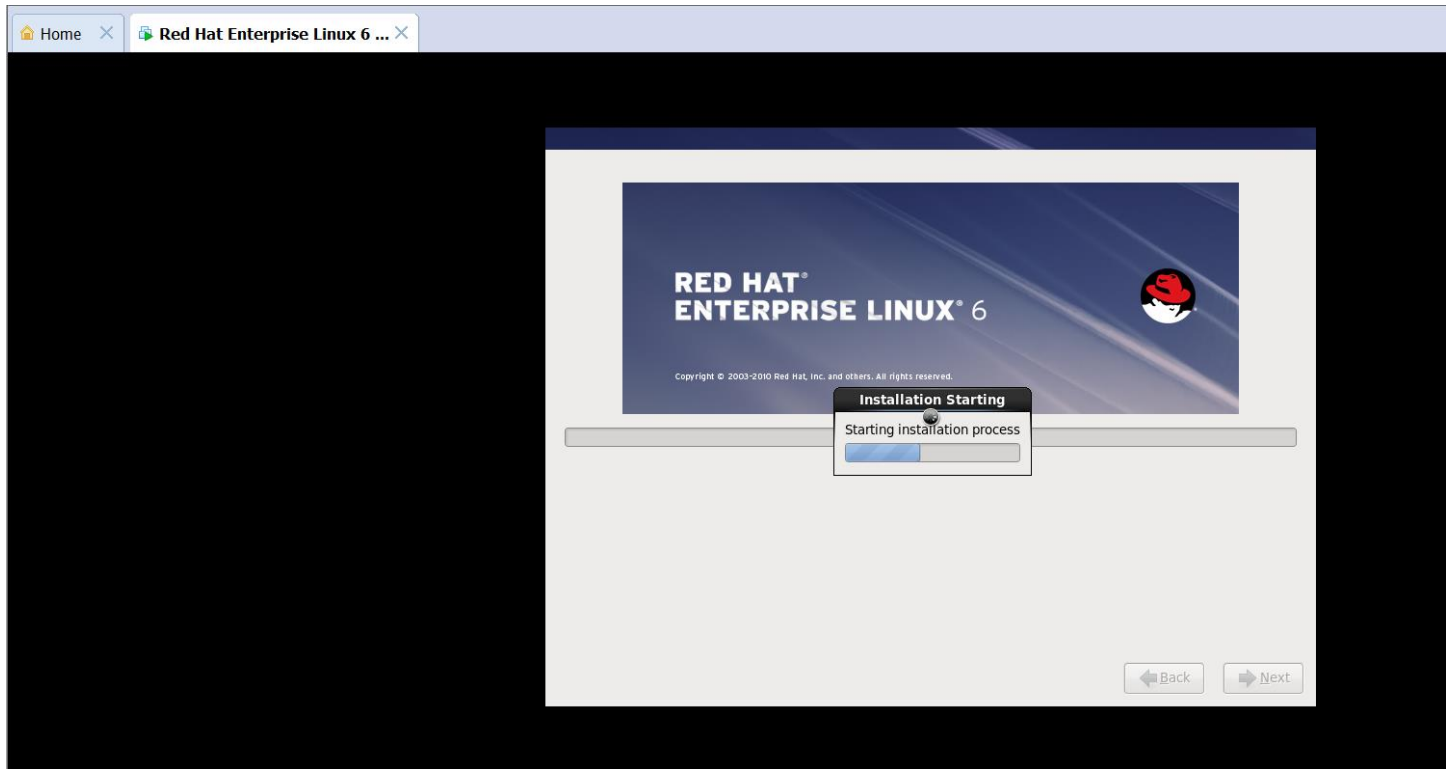 Home
Red Hat Enterprise Linux 6 ...
RED HAT®
ENTERPRISE LINUX® 6
Copyright © 2003-2010 Red Hat, Inc. and others. All rights reserved.
Installation Starting
Starting installation process
Back
Next